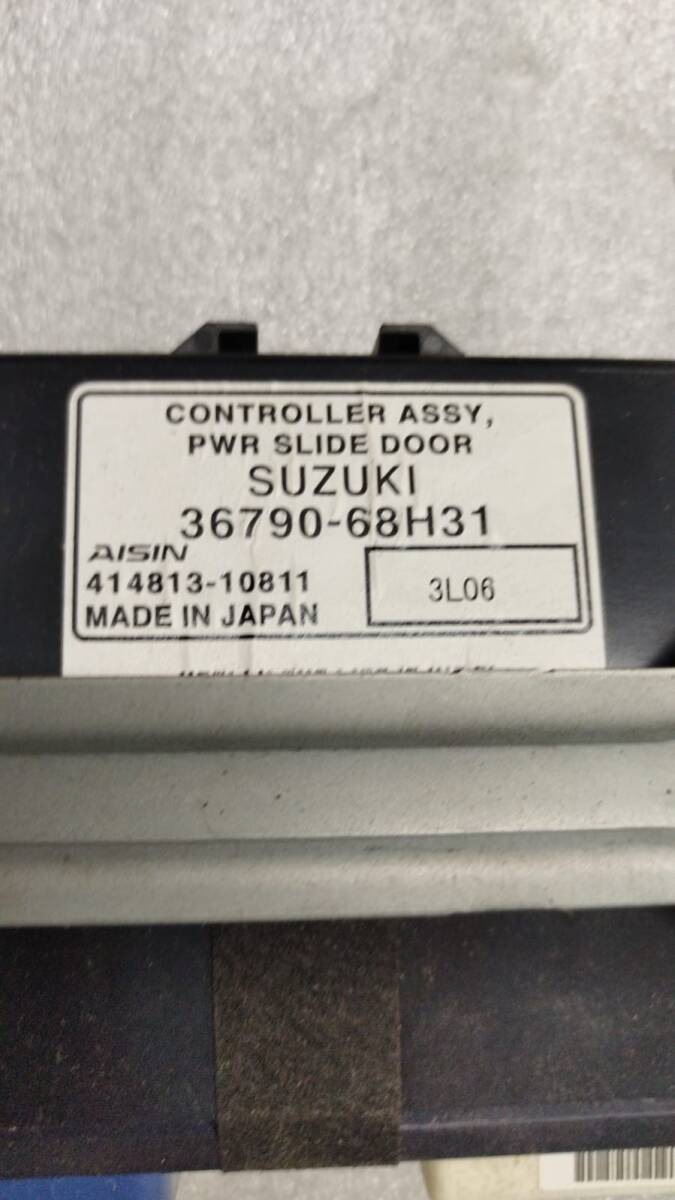 CONTROLLER ASSY,
PWR SLIDE DOOR
SUZUKI
36790-68H31
AISIN
414813-10811
MADE IN JAPAN
3L06